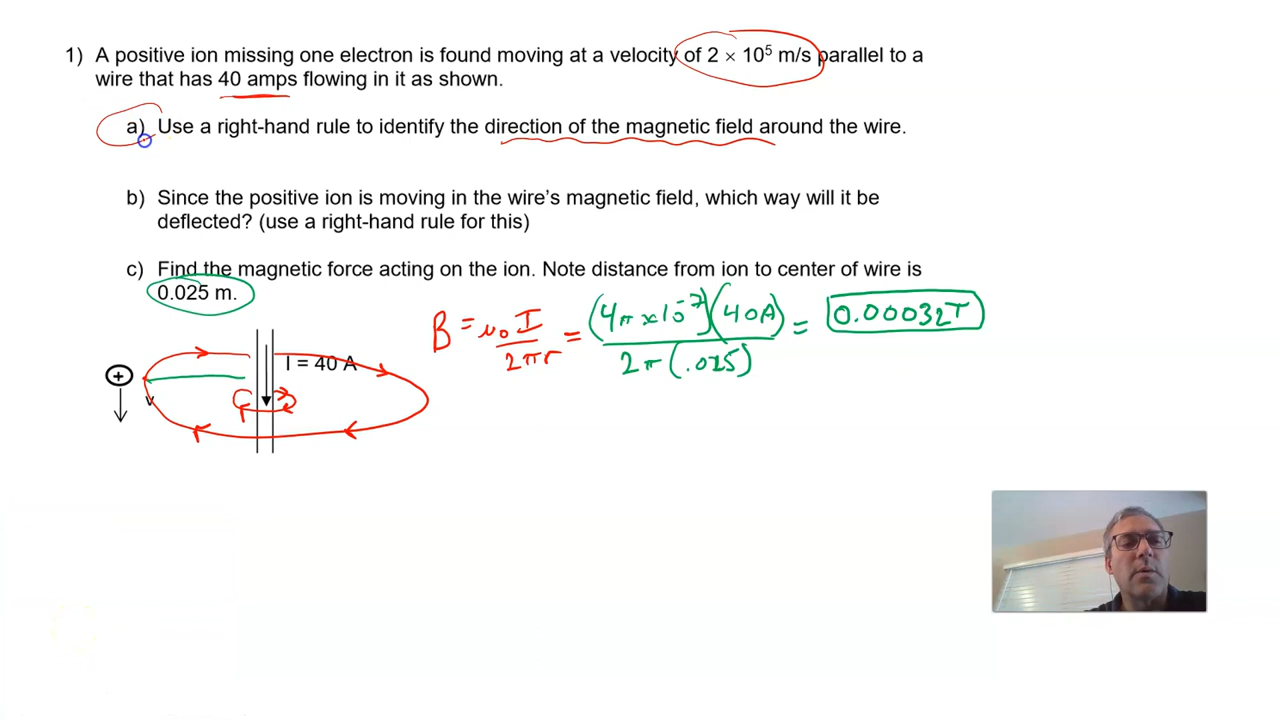 1) A positive ion missing one electron is found moving at a velocity of 2 × 10⁵ m/s parallel to a
wire that has 40 amps flowing in it as shown.
a) Use a right-hand rule to identify the direction of the magnetic field around the wire.
b) Since the positive ion is moving in the wire's magnetic field, which way will it be
deflected? (use a right-hand rule for this)
c) Find the magnetic force acting on the ion. Note distance from ion to center of wire is
0.025 m.
B = μ₀ I / 2πr = (4π x 10⁻⁷)(40A) / 2π(.025) = 0.00032T
I = 40 A
+
v